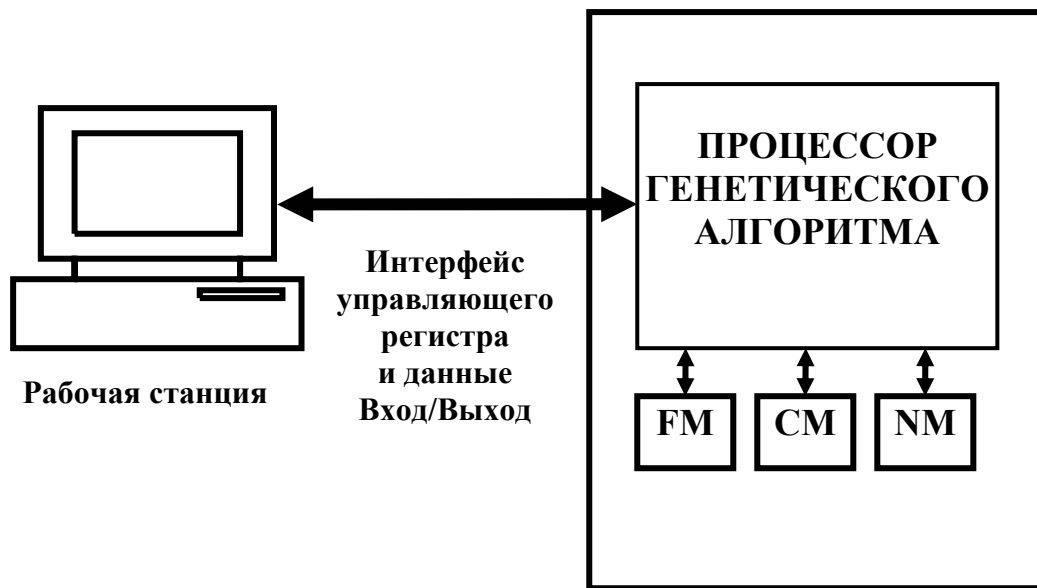 ПРОЦЕССОР
ГЕНЕТИЧЕСКОГО
АЛГОРИТМА
Интерфейс
управляющего
регистра
и данные
Вход/Выход
Рабочая станция
FM
CM
NM